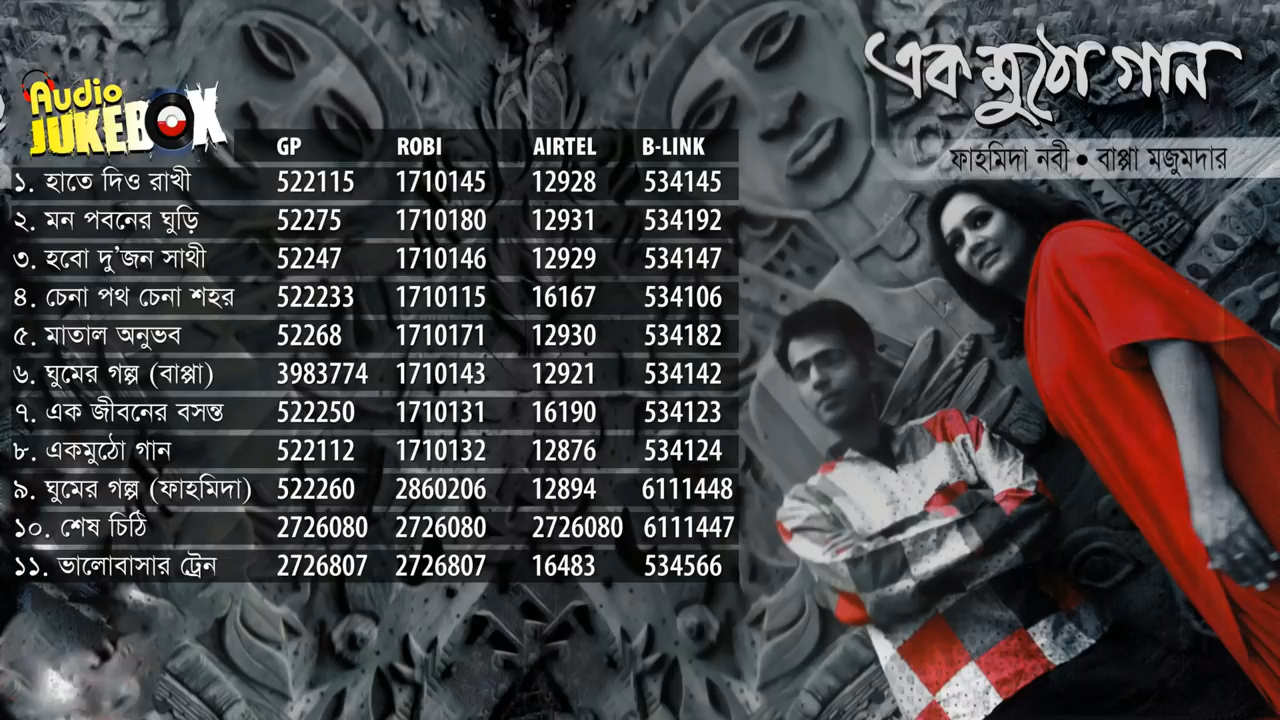 এক মুঠো গান
ফাহমিদা নবী • বাপ্পা মজুমদার
Audio
JUKEBOX
GP ROBI AIRTEL B-LINK
১. হাতে দিও রাখী 522115 1710145 12928 534145
২. মন পবনের ঘুড়ি 52275 1710180 12931 534192
৩. হবো দু'জন সাথী 52247 1710146 12929 534147
৪. চেনা পথ চেনা শহর 522233 1710115 16167 534106
৫. মাতাল অনুভব 52268 1710171 12930 534182
৬. ঘুমের গল্প (বাপ্পা) 3983774 1710143 12921 534142
৭. এক জীবনের বসন্ত 522250 1710131 16190 534123
৮. একমুঠো গান 522112 1710132 12876 534124
৯. ঘুমের গল্প (ফাহমিদা) 522260 2860206 12894 6111448
১০. শেষ চিঠি 2726080 2726080 2726080 6111447
১১. ভালোবাসার ট্রেন 2726807 2726807 16483 534566